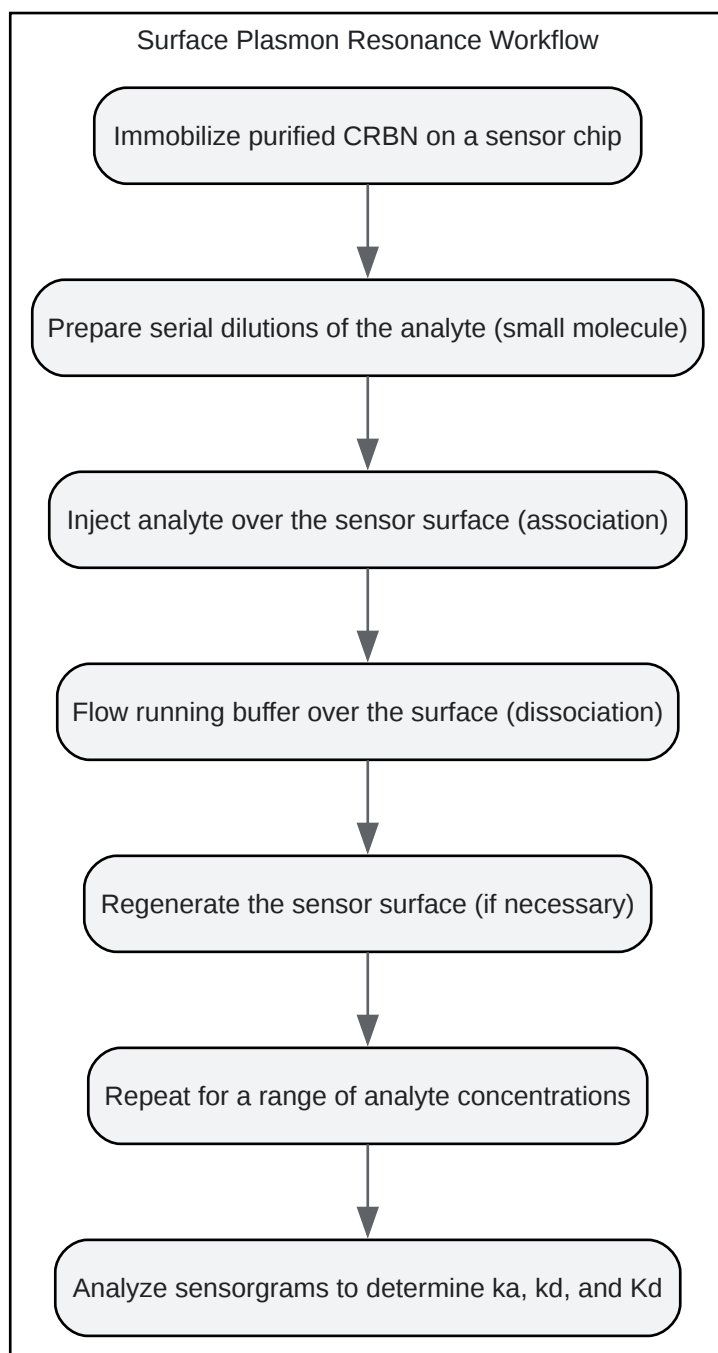 Surface Plasmon Resonance Workflow
Immobilize purified CRBN on a sensor chip
Prepare serial dilutions of the analyte (small molecule)
Inject analyte over the sensor surface (association)
Flow running buffer over the surface (dissociation)
Regenerate the sensor surface (if necessary)
Repeat for a range of analyte concentrations
Analyze sensorgrams to determine ka, kd, and Kd